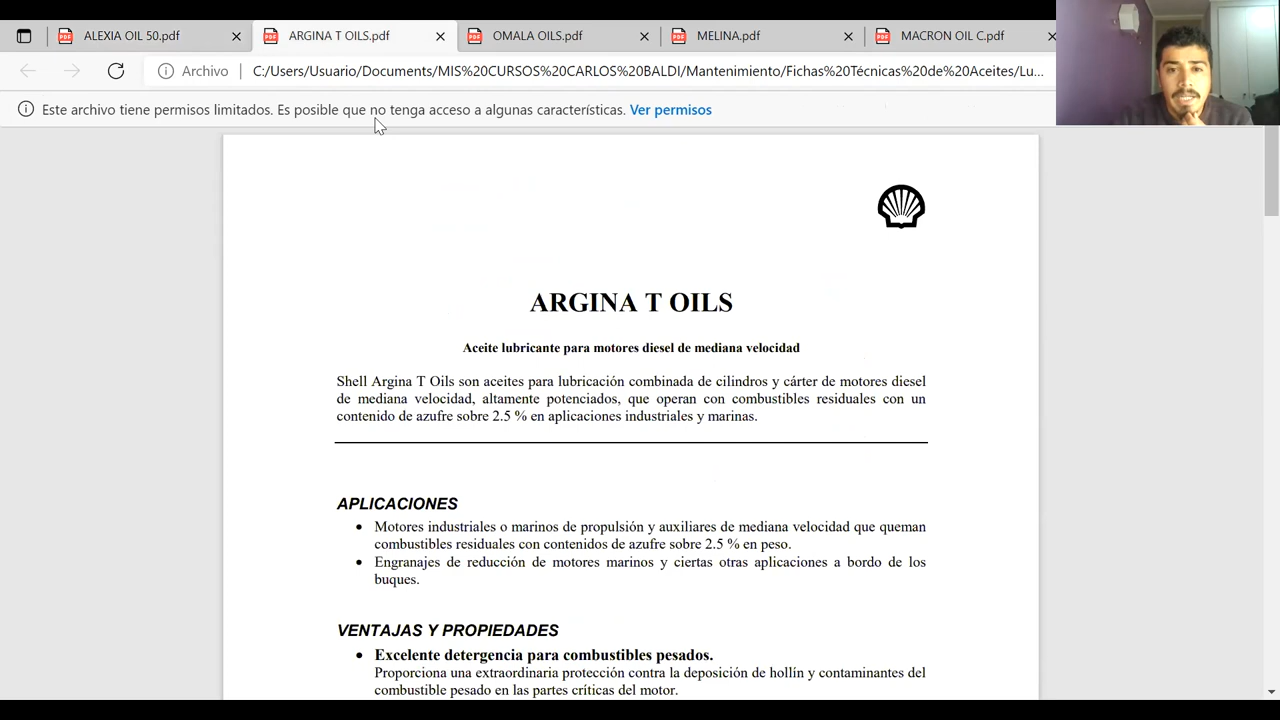 ALEXIA OIL 50.pdf
ARGINA T OILS.pdf
OMALA OILS.pdf
MELINA.pdf
MACRON OIL C.pdf
Archivo
C:/Users/Usuario/Documents/MIS%20CURSOS%20CARLOS%20BALDI/Mantenimiento/Fichas%20Técnicas%20de%20Aceites/Lu...
Este archivo tiene permisos limitados. Es posible que no tenga acceso a algunas características. Ver permisos
ARGINA T OILS
Aceite lubricante para motores diesel de mediana velocidad
Shell Argina T Oils son aceites para lubricación combinada de cilindros y cárter de motores diesel
de mediana velocidad, altamente potenciados, que operan con combustibles residuales con un
contenido de azufre sobre 2.5 % en aplicaciones industriales y marinas.
APLICACIONES
• Motores industriales o marinos de propulsión y auxiliares de mediana velocidad que queman
combustibles residuales con contenidos de azufre sobre 2.5 % en peso.
• Engranajes de reducción de motores marinos y ciertas otras aplicaciones a bordo de los
buques.
VENTAJAS Y PROPIEDADES
• Excelente detergencia para combustibles pesados.
Proporciona una extraordinaria protección contra la deposición de hollín y contaminantes del
combustible pesado en las partes críticas del motor.